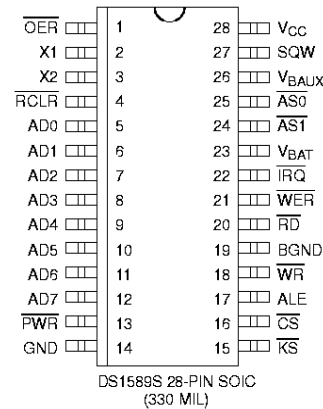 OER 1 28 VCC
X1 2 27 SQW
X2 3 26 VBAUX
RCLR 4 25 AS0
AD0 5 24 AS1
AD1 6 23 VBAT
AD2 7 22 IRQ
AD3 8 21 WER
AD4 9 20 RD
AD5 10 19 BGND
AD6 11 18 WR
AD7 12 17 ALE
PWR 13 16 CS
GND 14 15 KS
DS1589S 28-PIN SOIC
(330 MIL)